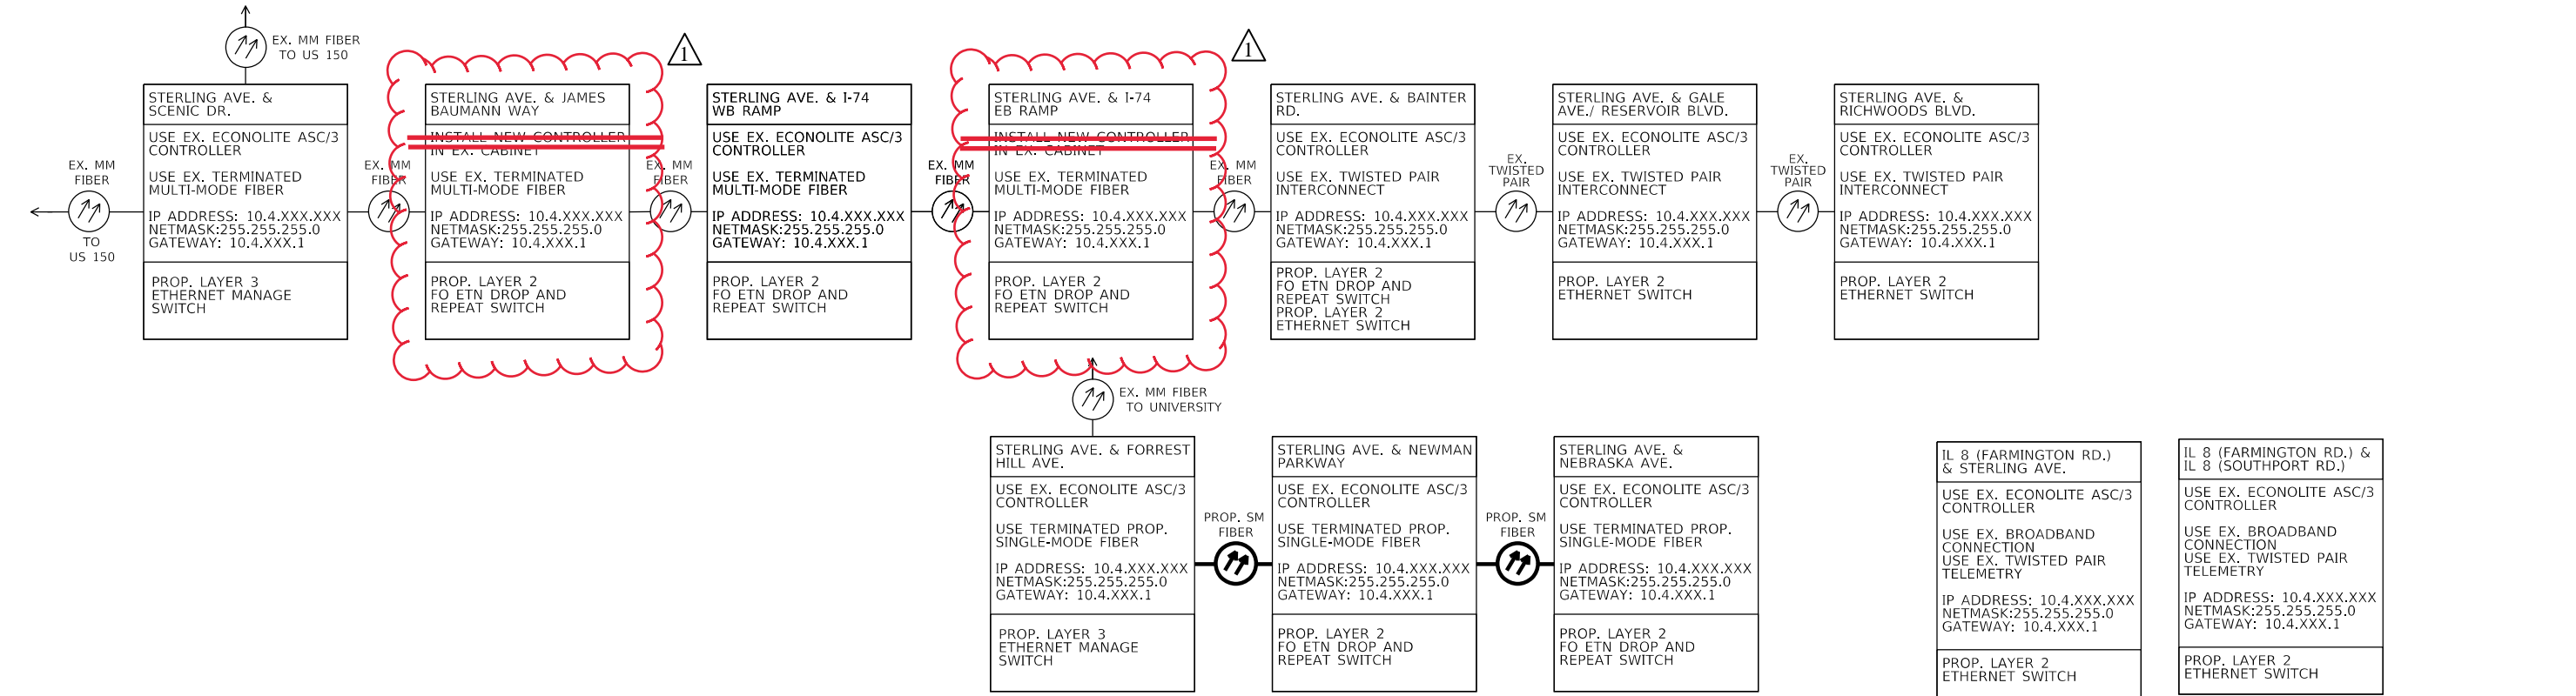 EX. MM FIBER
TO US 150
1
1
STERLING AVE. &
SCENIC DR.
USE EX. ECONOLITE ASC/3
CONTROLLER
USE EX. TERMINATED
MULTI-MODE FIBER
IP ADDRESS: 10.4.XXX.XXX
NETMASK:255.255.255.0
GATEWAY: 10.4.XXX.1
PROP. LAYER 3
ETHERNET MANAGE
SWITCH
EX. MM
FIBER
TO
US 150
EX. MM
FIBER
STERLING AVE. & JAMES
BAUMANN WAY
INSTALL NEW CONTROLLER
IN EX. CABINET
USE EX. TERMINATED
MULTI-MODE FIBER
IP ADDRESS: 10.4.XXX.XXX
NETMASK:255.255.255.0
GATEWAY: 10.4.XXX.1
PROP. LAYER 2
FO ETN DROP AND
REPEAT SWITCH
EX. MM
FIBER
STERLING AVE. & I-74
WB RAMP
USE EX. ECONOLITE ASC/3
CONTROLLER
USE EX. TERMINATED
MULTI-MODE FIBER
IP ADDRESS: 10.4.XXX.XXX
NETMASK:255.255.255.0
GATEWAY: 10.4.XXX.1
PROP. LAYER 2
FO ETN DROP AND
REPEAT SWITCH
EX. MM
FIBER
STERLING AVE. & I-74
EB RAMP
INSTALL NEW CONTROLLER
IN EX. CABINET
USE EX. TERMINATED
MULTI-MODE FIBER
IP ADDRESS: 10.4.XXX.XXX
NETMASK:255.255.255.0
GATEWAY: 10.4.XXX.1
PROP. LAYER 2
FO ETN DROP AND
REPEAT SWITCH
EX. MM
FIBER
STERLING AVE. & BAINTER
RD.
USE EX. ECONOLITE ASC/3
CONTROLLER
USE EX. TWISTED PAIR
INTERCONNECT
IP ADDRESS: 10.4.XXX.XXX
NETMASK:255.255.255.0
GATEWAY: 10.4.XXX.1
PROP. LAYER 2
FO ETN DROP AND
REPEAT SWITCH
PROP. LAYER 2
ETHERNET SWITCH
EX.
TWISTED
PAIR
STERLING AVE. & GALE
AVE./ RESERVOIR BLVD.
USE EX. ECONOLITE ASC/3
CONTROLLER
USE EX. TWISTED PAIR
INTERCONNECT
IP ADDRESS: 10.4.XXX.XXX
NETMASK:255.255.255.0
GATEWAY: 10.4.XXX.1
PROP. LAYER 2
ETHERNET SWITCH
EX.
TWISTED
PAIR
STERLING AVE. &
RICHWOODS BLVD.
USE EX. ECONOLITE ASC/3
CONTROLLER
USE EX. TWISTED PAIR
INTERCONNECT
IP ADDRESS: 10.4.XXX.XXX
NETMASK:255.255.255.0
GATEWAY: 10.4.XXX.1
PROP. LAYER 2
ETHERNET SWITCH
EX. MM FIBER
TO UNIVERSITY
STERLING AVE. & FORREST
HILL AVE.
USE EX. ECONOLITE ASC/3
CONTROLLER
USE TERMINATED PROP.
SINGLE-MODE FIBER
IP ADDRESS: 10.4.XXX.XXX
NETMASK:255.255.255.0
GATEWAY: 10.4.XXX.1
PROP. LAYER 3
ETHERNET MANAGE
SWITCH
PROP. SM
FIBER
STERLING AVE. & NEWMAN
PARKWAY
USE EX. ECONOLITE ASC/3
CONTROLLER
USE TERMINATED PROP.
SINGLE-MODE FIBER
IP ADDRESS: 10.4.XXX.XXX
NETMASK:255.255.255.0
GATEWAY: 10.4.XXX.1
PROP. LAYER 2
FO ETN DROP AND
REPEAT SWITCH
PROP. SM
FIBER
STERLING AVE. &
NEBRASKA AVE.
USE EX. ECONOLITE ASC/3
CONTROLLER
USE TERMINATED PROP.
SINGLE-MODE FIBER
IP ADDRESS: 10.4.XXX.XXX
NETMASK:255.255.255.0
GATEWAY: 10.4.XXX.1
PROP. LAYER 2
FO ETN DROP AND
REPEAT SWITCH
IL 8 (FARMINGTON RD.)
& STERLING AVE.
USE EX. ECONOLITE ASC/3
CONTROLLER
USE EX. BROADBAND
CONNECTION
USE EX. TWISTED PAIR
TELEMETRY
IP ADDRESS: 10.4.XXX.XXX
NETMASK:255.255.255.0
GATEWAY: 10.4.XXX.1
PROP. LAYER 2
ETHERNET SWITCH
IL 8 (FARMINGTON RD.) &
IL 8 (SOUTHPORT RD.)
USE EX. ECONOLITE ASC/3
CONTROLLER
USE EX. BROADBAND
CONNECTION
USE EX. TWISTED PAIR
TELEMETRY
IP ADDRESS: 10.4.XXX.XXX
NETMASK:255.255.255.0
GATEWAY: 10.4.XXX.1
PROP. LAYER 2
ETHERNET SWITCH